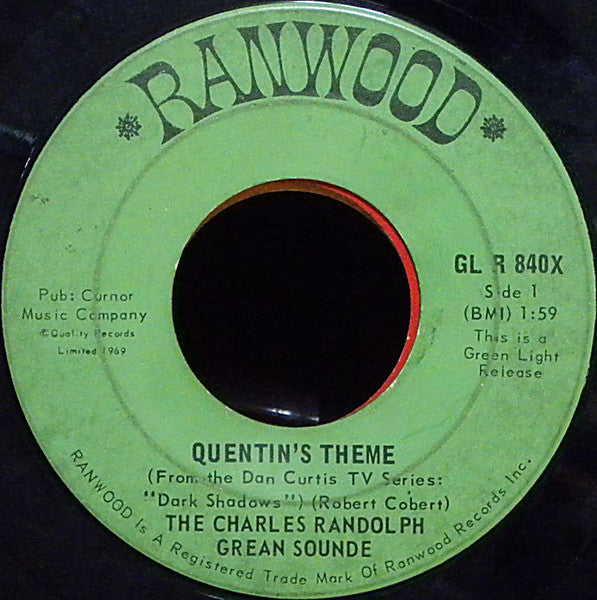 RANWOOD
Pub: Curnor
Music Company
©Quality Records
Limited 1969
GL R 840X
Side 1
(BMI) 1:59
This is a
Green Light
Release
QUENTIN'S THEME
(From the Dan Curtis TV Series:
"Dark Shadows") (Robert Cobert)
THE CHARLES RANDOLPH
GREAN SOUNDE
RANWOOD Is A Registered Trade Mark Of Ranwood Records Inc.